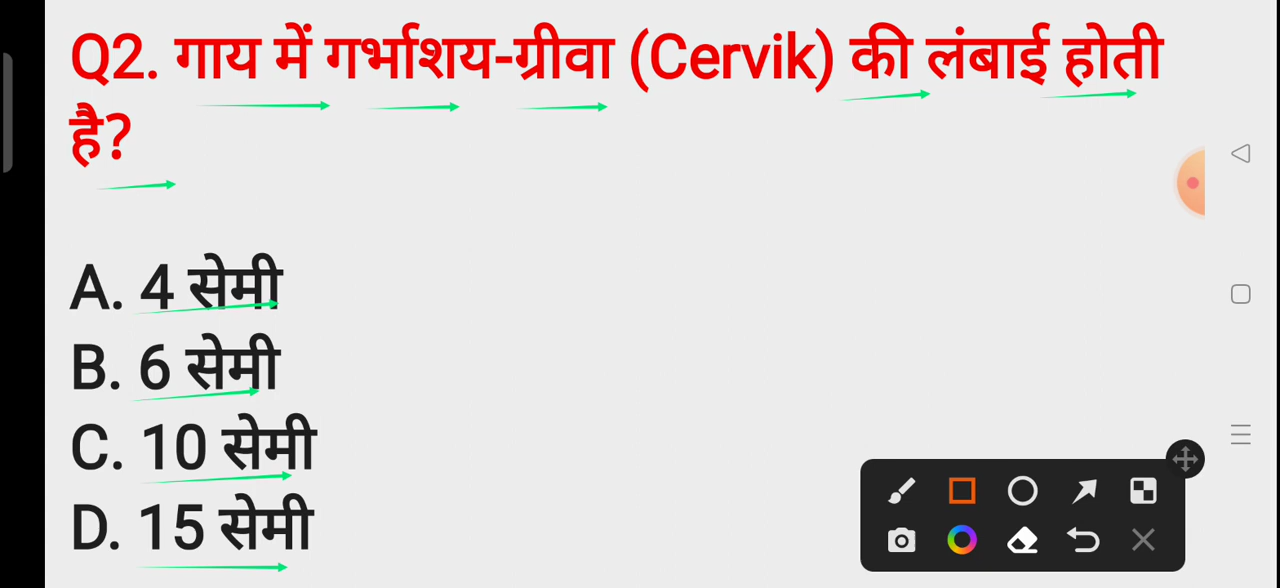 Q2. गाय में गर्भाशय-ग्रीवा (Cervik) की लंबाई होती
है?
A. 4 सेमी
B. 6 सेमी
C. 10 सेमी
D. 15 सेमी